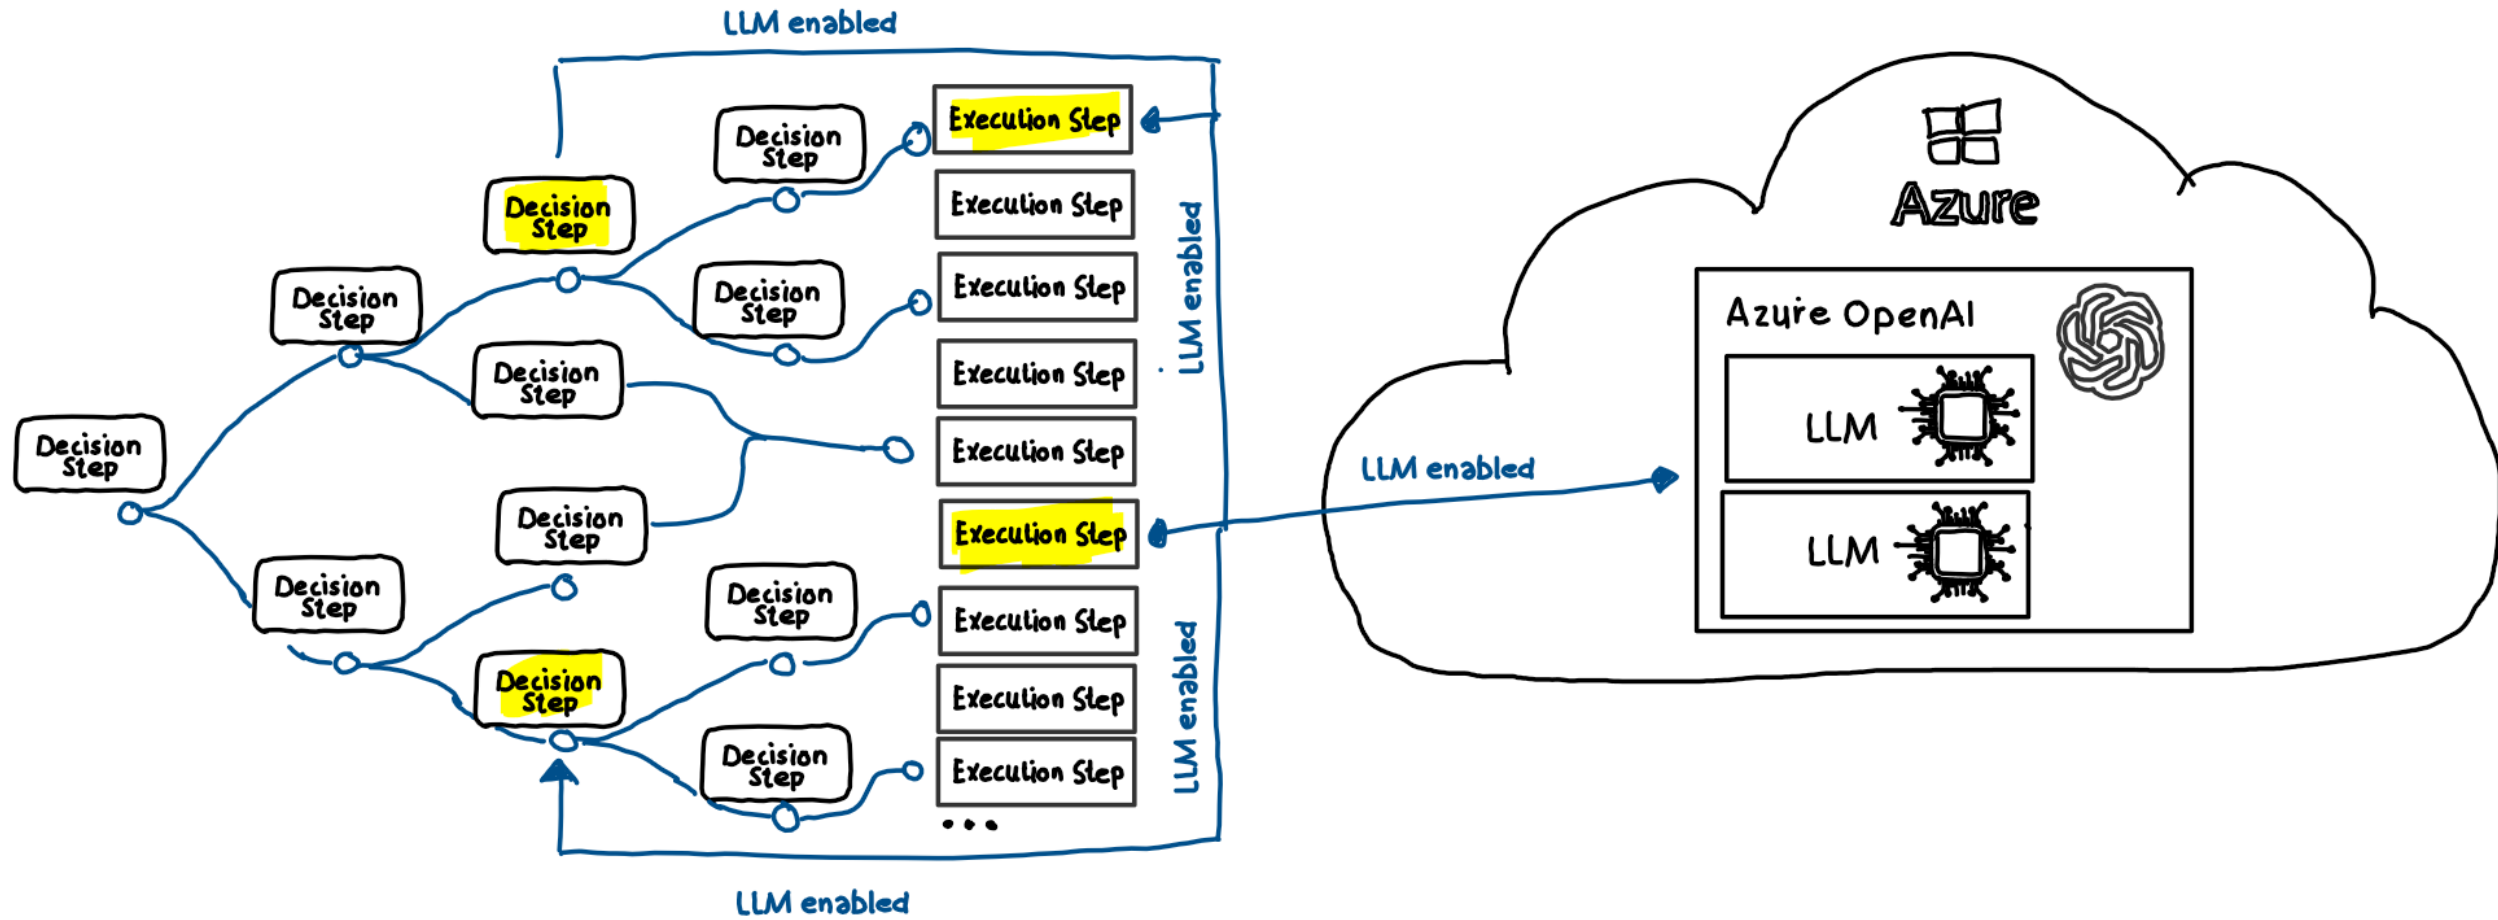 LLM enabled
Decision
Step
Execution Step
Decision
Step
Execution Step
Decision
Step
Decision
Step
Execution Step
LLM enabled
Decision
Step
Execution Step
Decision
Step
Execution Step
Decision
Step
Execution Step
Decision
Step
Decision
Step
Execution Step
Decision
Step
Execution Step
LLM enabled
Decision
Step
Execution Step
Decision
Step
...
LLM enabled
LLM enabled
Azure
Azure OpenAI
LLM
LLM